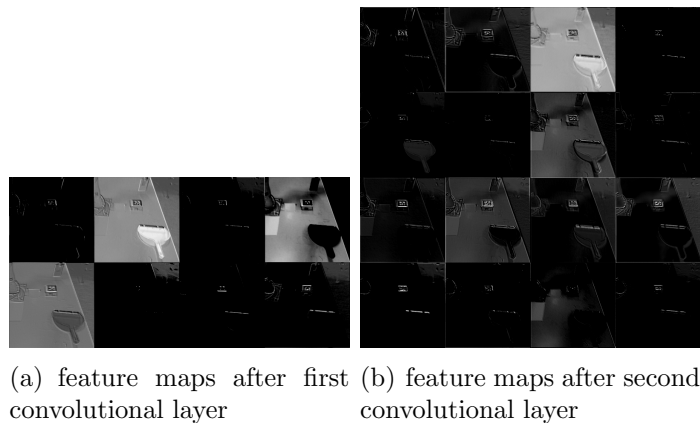 (a) feature maps after first
convolutional layer
(b) feature maps after second
convolutional layer